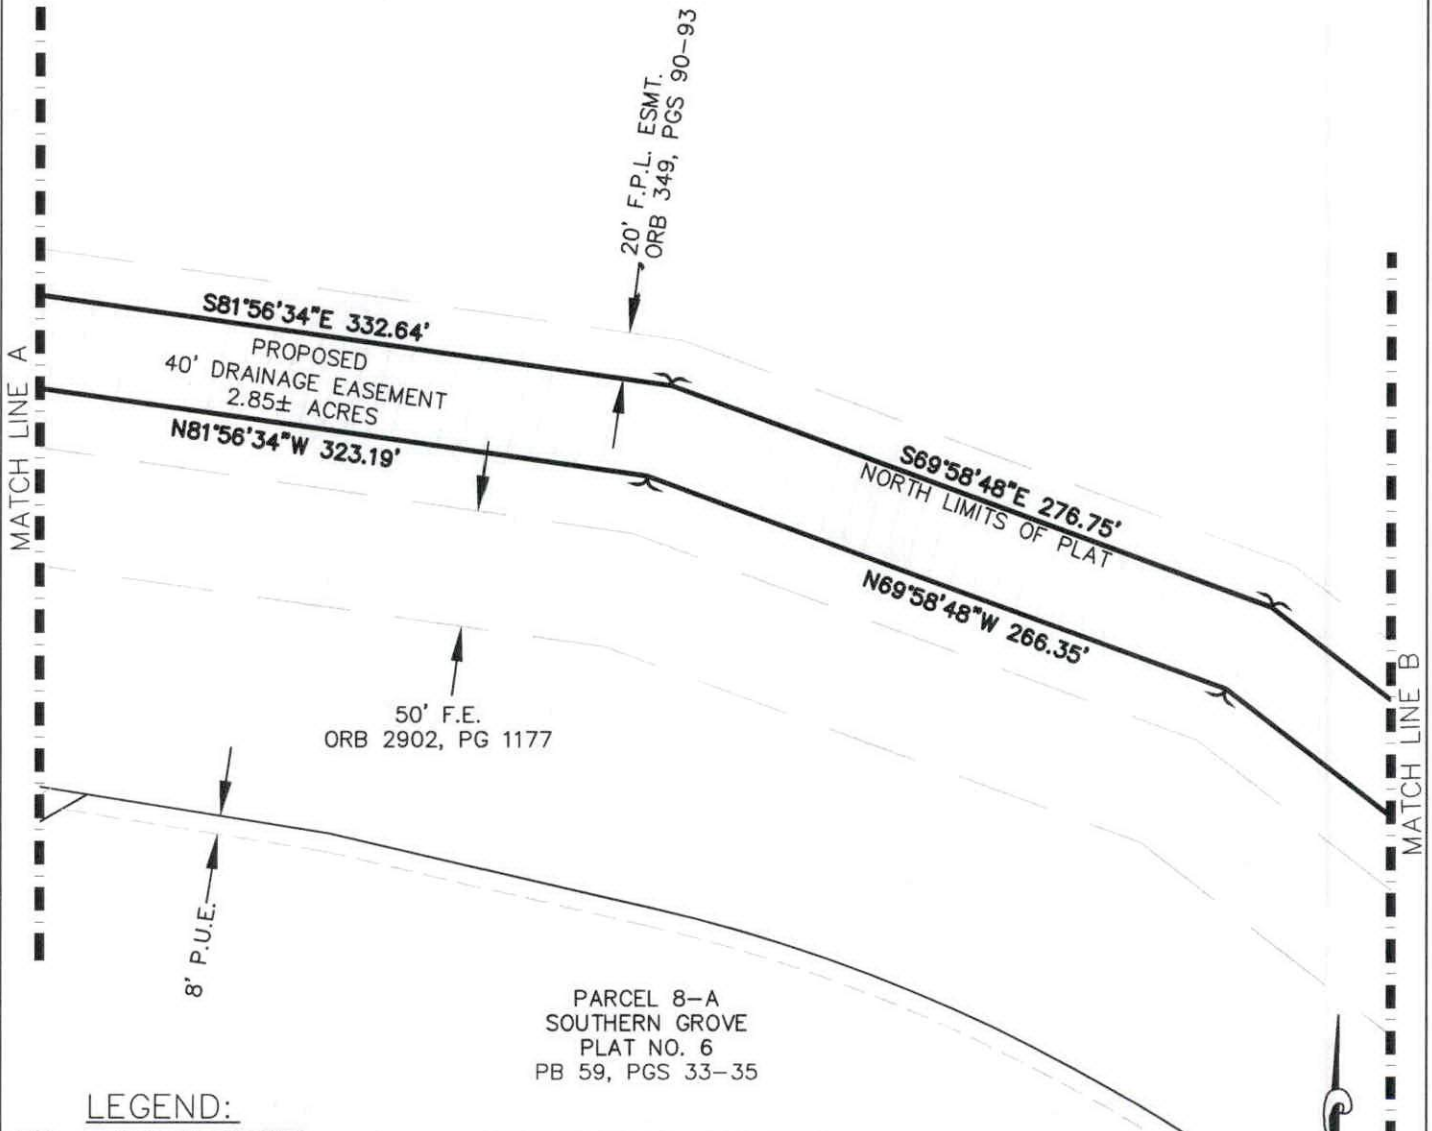 20' F.P.L. ESMT.
ORB 349, PGS 90-93
MATCH LINE A
S81°56'34"E 332.64'
PROPOSED
40' DRAINAGE EASEMENT
2.85± ACRES
N81°56'34"W 323.19'
S69°58'48"E 276.75'
NORTH LIMITS OF PLAT
N69°58'48"W 266.35'
MATCH LINE B
50' F.E.
ORB 2902, PG 1177
8' P.U.E.
PARCEL 8-A
SOUTHERN GROVE
PLAT NO. 6
PB 59, PGS 33-35
LEGEND: